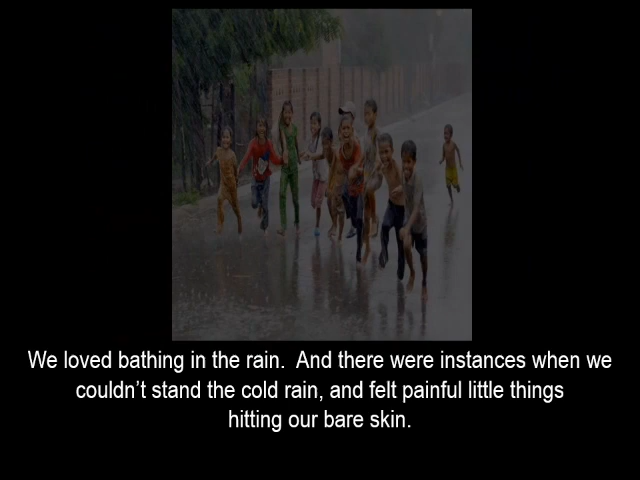 We loved bathing in the rain.  And there were instances when we
couldn't stand the cold rain, and felt painful little things
hitting our bare skin.